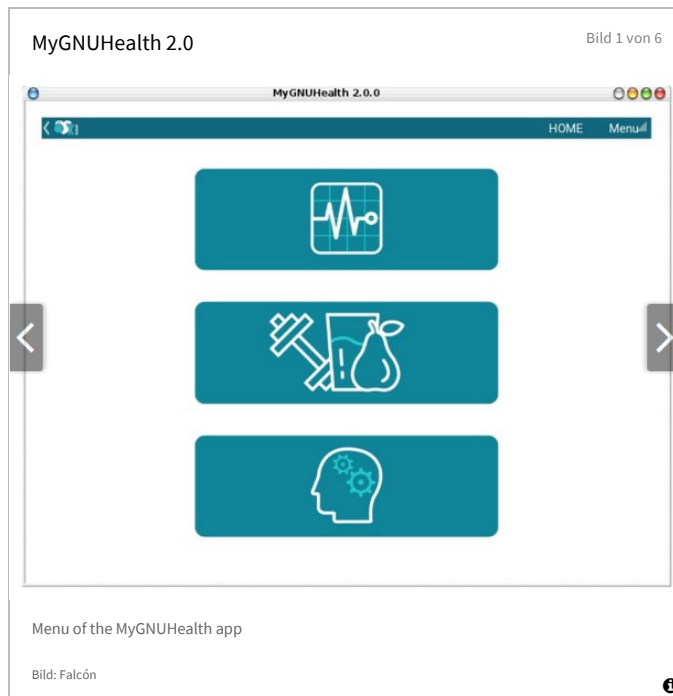 MyGNUHealth 2.0
Bild 1 von 6
MyGNUHealth 2.0.0
HOME
Menu
Menu of the MyGNUHealth app
Bild: Falcón